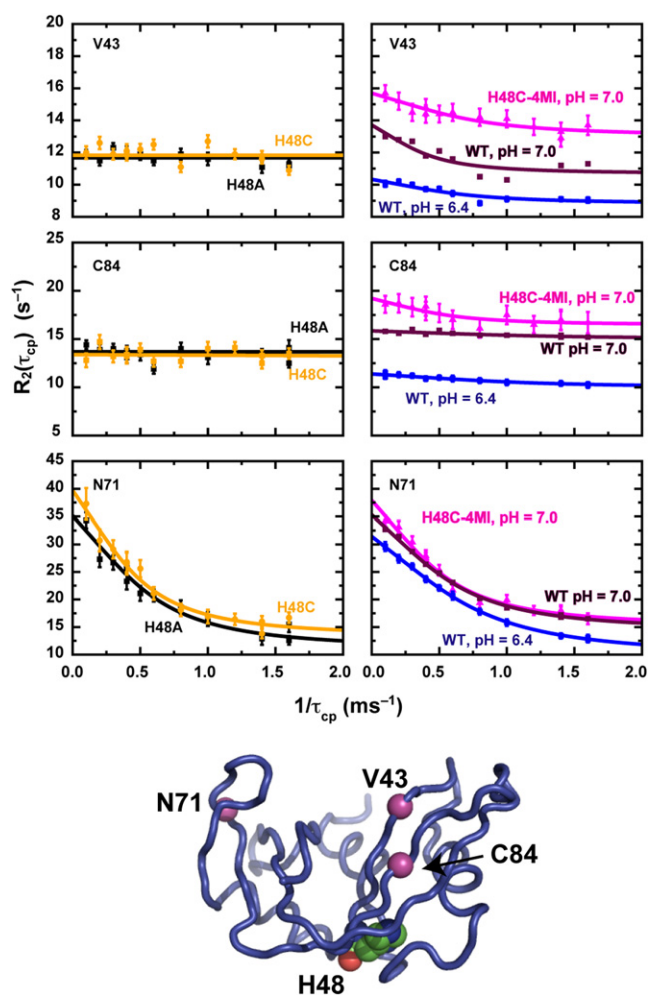 V43
20
18
16
14
12
10
8
6
H48C
H48A
V43
H48C-4MI, pH = 7.0
WT, pH = 7.0
WT, pH = 6.4
C84
25
20
15
10
5
H48A
H48C
C84
H48C-4MI, pH = 7.0
WT pH = 7.0
WT, pH = 6.4
R₂(τcp) (s⁻¹)
N71
45
40
35
30
25
20
15
10
H48C
H48A
N71
H48C-4MI, pH = 7.0
WT pH = 7.0
WT, pH = 6.4
0.0 0.5 1.0 1.5 2.0 0.0 0.5 1.0 1.5 2.0
1/τcp (ms⁻¹)
N71
V43
C84
H48